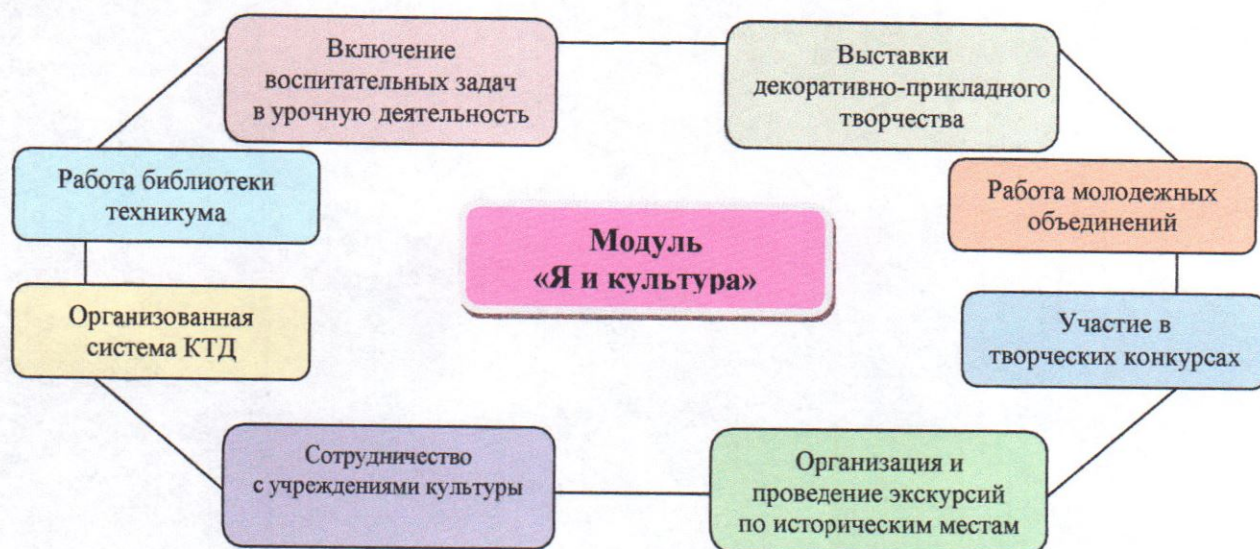 Включение
воспитательных задач
в урочную деятельность
Выставки
декоративно-прикладного
творчества
Работа библиотеки
техникума
Работа молодежных
объединений
Модуль
«Я и культура»
Организованная
система КТД
Участие в
творческих конкурсах
Сотрудничество
с учреждениями культуры
Организация и
проведение экскурсий
по историческим местам